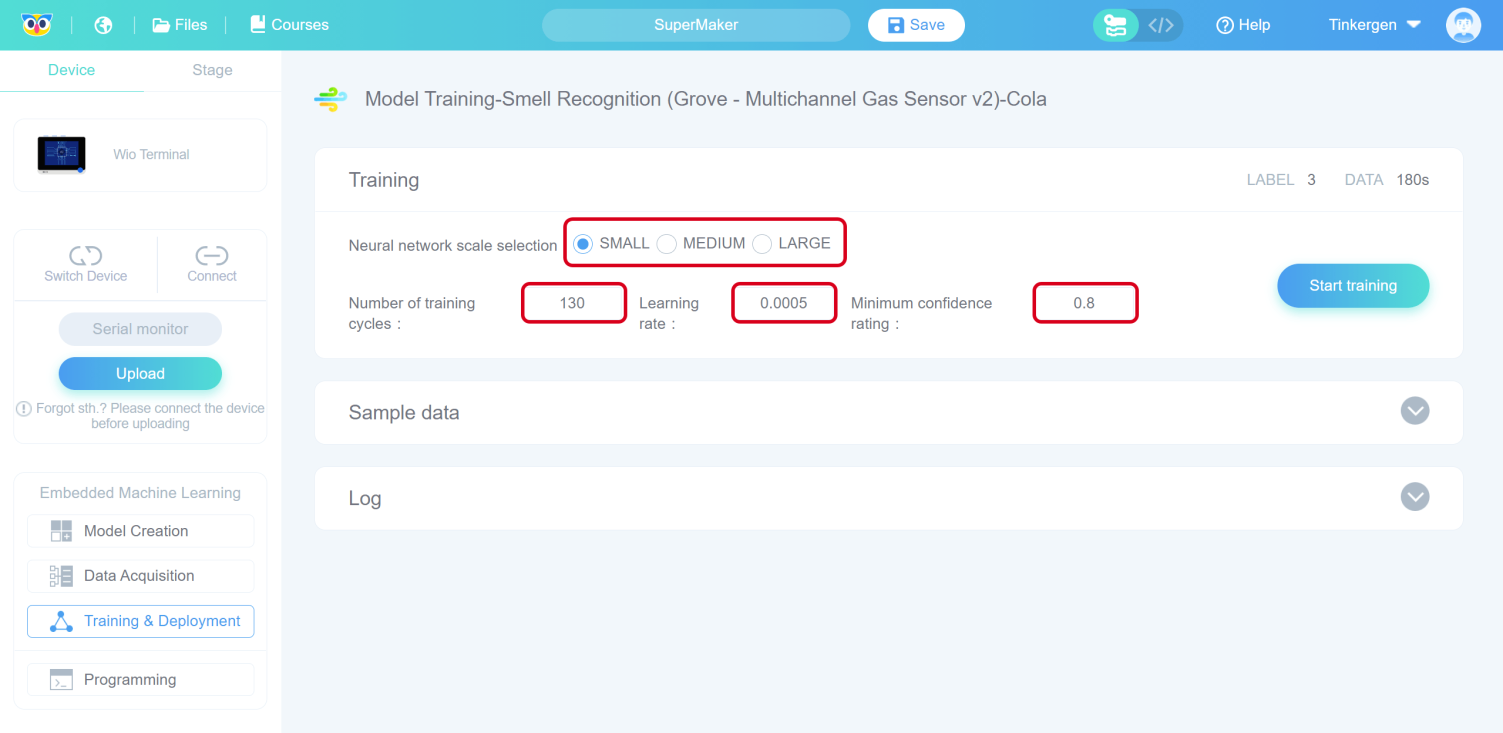 Files
Courses
SuperMaker
Save
</>
Help
Tinkergen
Device
Stage
Model Training-Smell Recognition (Grove - Multichannel Gas Sensor v2)-Cola
Wio Terminal
Training
LABEL 3 DATA 180s
Neural network scale selection SMALL MEDIUM LARGE
Switch Device
Connect
Number of training
cycles :
130
Learning
rate :
0.0005
Minimum confidence
rating :
0.8
Start training
Serial monitor
Upload
Forgot sth.? Please connect the device
before uploading
Sample data
Log
Embedded Machine Learning
Model Creation
Data Acquisition
Training & Deployment
Programming